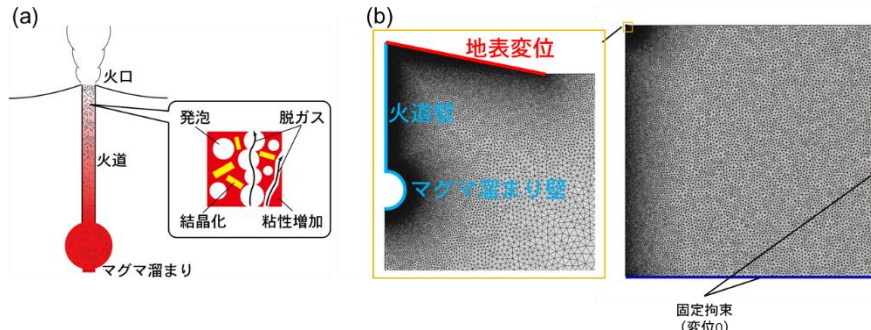 (a)
火口
発泡
脱ガス
火道
結晶化
粘性増加
マグマ溜まり
(b)
地表変位
火道壁
マグマ溜まり壁
固定拘束
(変位0)